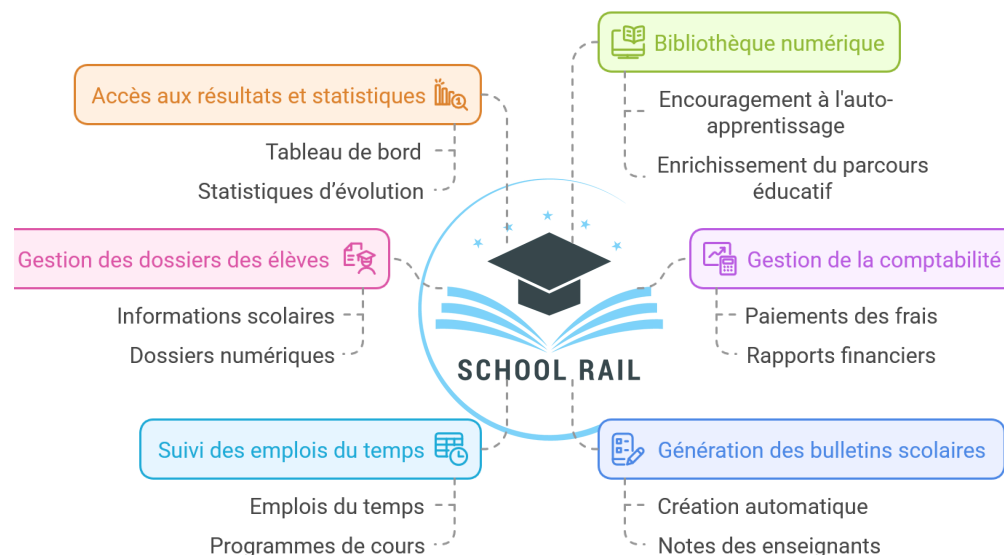 Bibliothèque numérique
Encouragement à l'auto-
apprentissage
Enrichissement du parcours
éducatif
Accès aux résultats et statistiques
Tableau de bord
Statistiques d’évolution
Gestion des dossiers des élèves
Informations scolaires
Dossiers numériques
Gestion de la comptabilité
Paiements des frais
Rapports financiers
SCHOOL RAIL
Suivi des emplois du temps
Emplois du temps
Programmes de cours
Génération des bulletins scolaires
Création automatique
Notes des enseignants